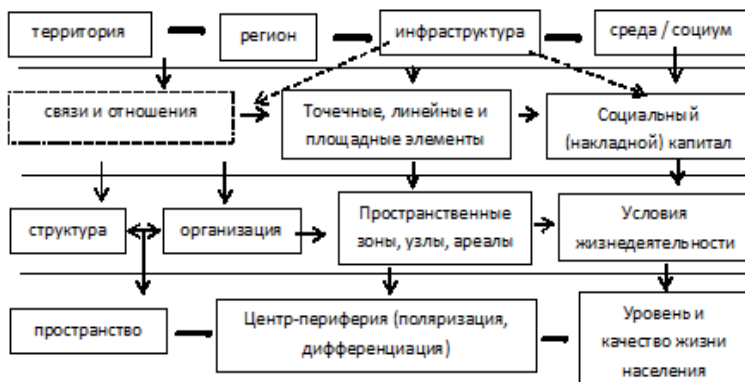 территория
регион
инфраструктура
среда / социум
связи и отношения
Точечные, линейные и
площадные элементы
Социальный
(накладной) капитал
структура
организация
Пространственные
зоны, узлы, ареалы
Условия
жизнедеятельности
пространство
Центр-периферия (поляризация,
дифференциация)
Уровень и
качество жизни
населения